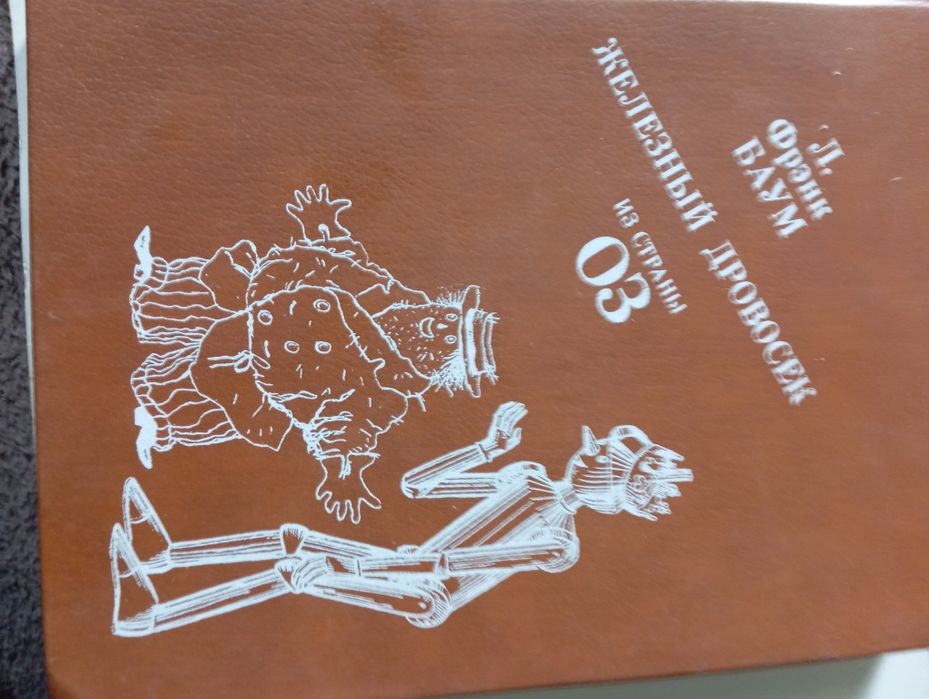 Л.
Фрэнк
БАУМ
ЖЕЛЕЗНЫЙ ДРОВОСЕК
ИЗ СТРАНЫ
ОЗ